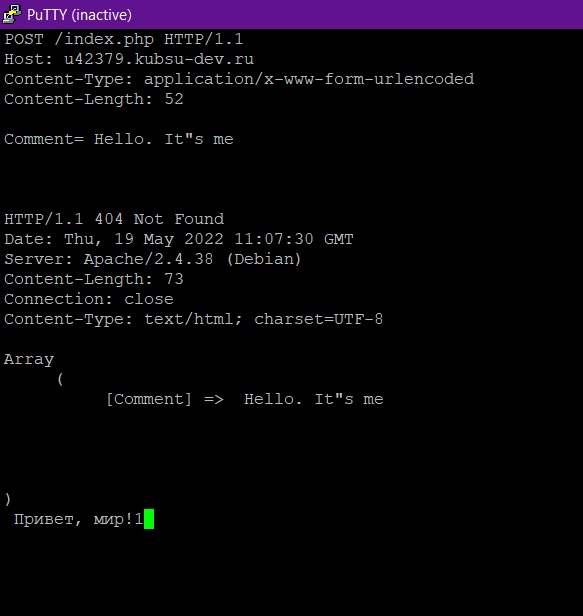 PuTTY (inactive)
POST /index.php HTTP/1.1
Host: u42379.kubsu-dev.ru
Content-Type: application/x-www-form-urlencoded
Content-Length: 52
Comment= Hello. It"s me
HTTP/1.1 404 Not Found
Date: Thu, 19 May 2022 11:07:30 GMT
Server: Apache/2.4.38 (Debian)
Content-Length: 73
Connection: close
Content-Type: text/html; charset=UTF-8
Array
(
[Comment] =>  Hello. It"s me
)
Привет, мир!1